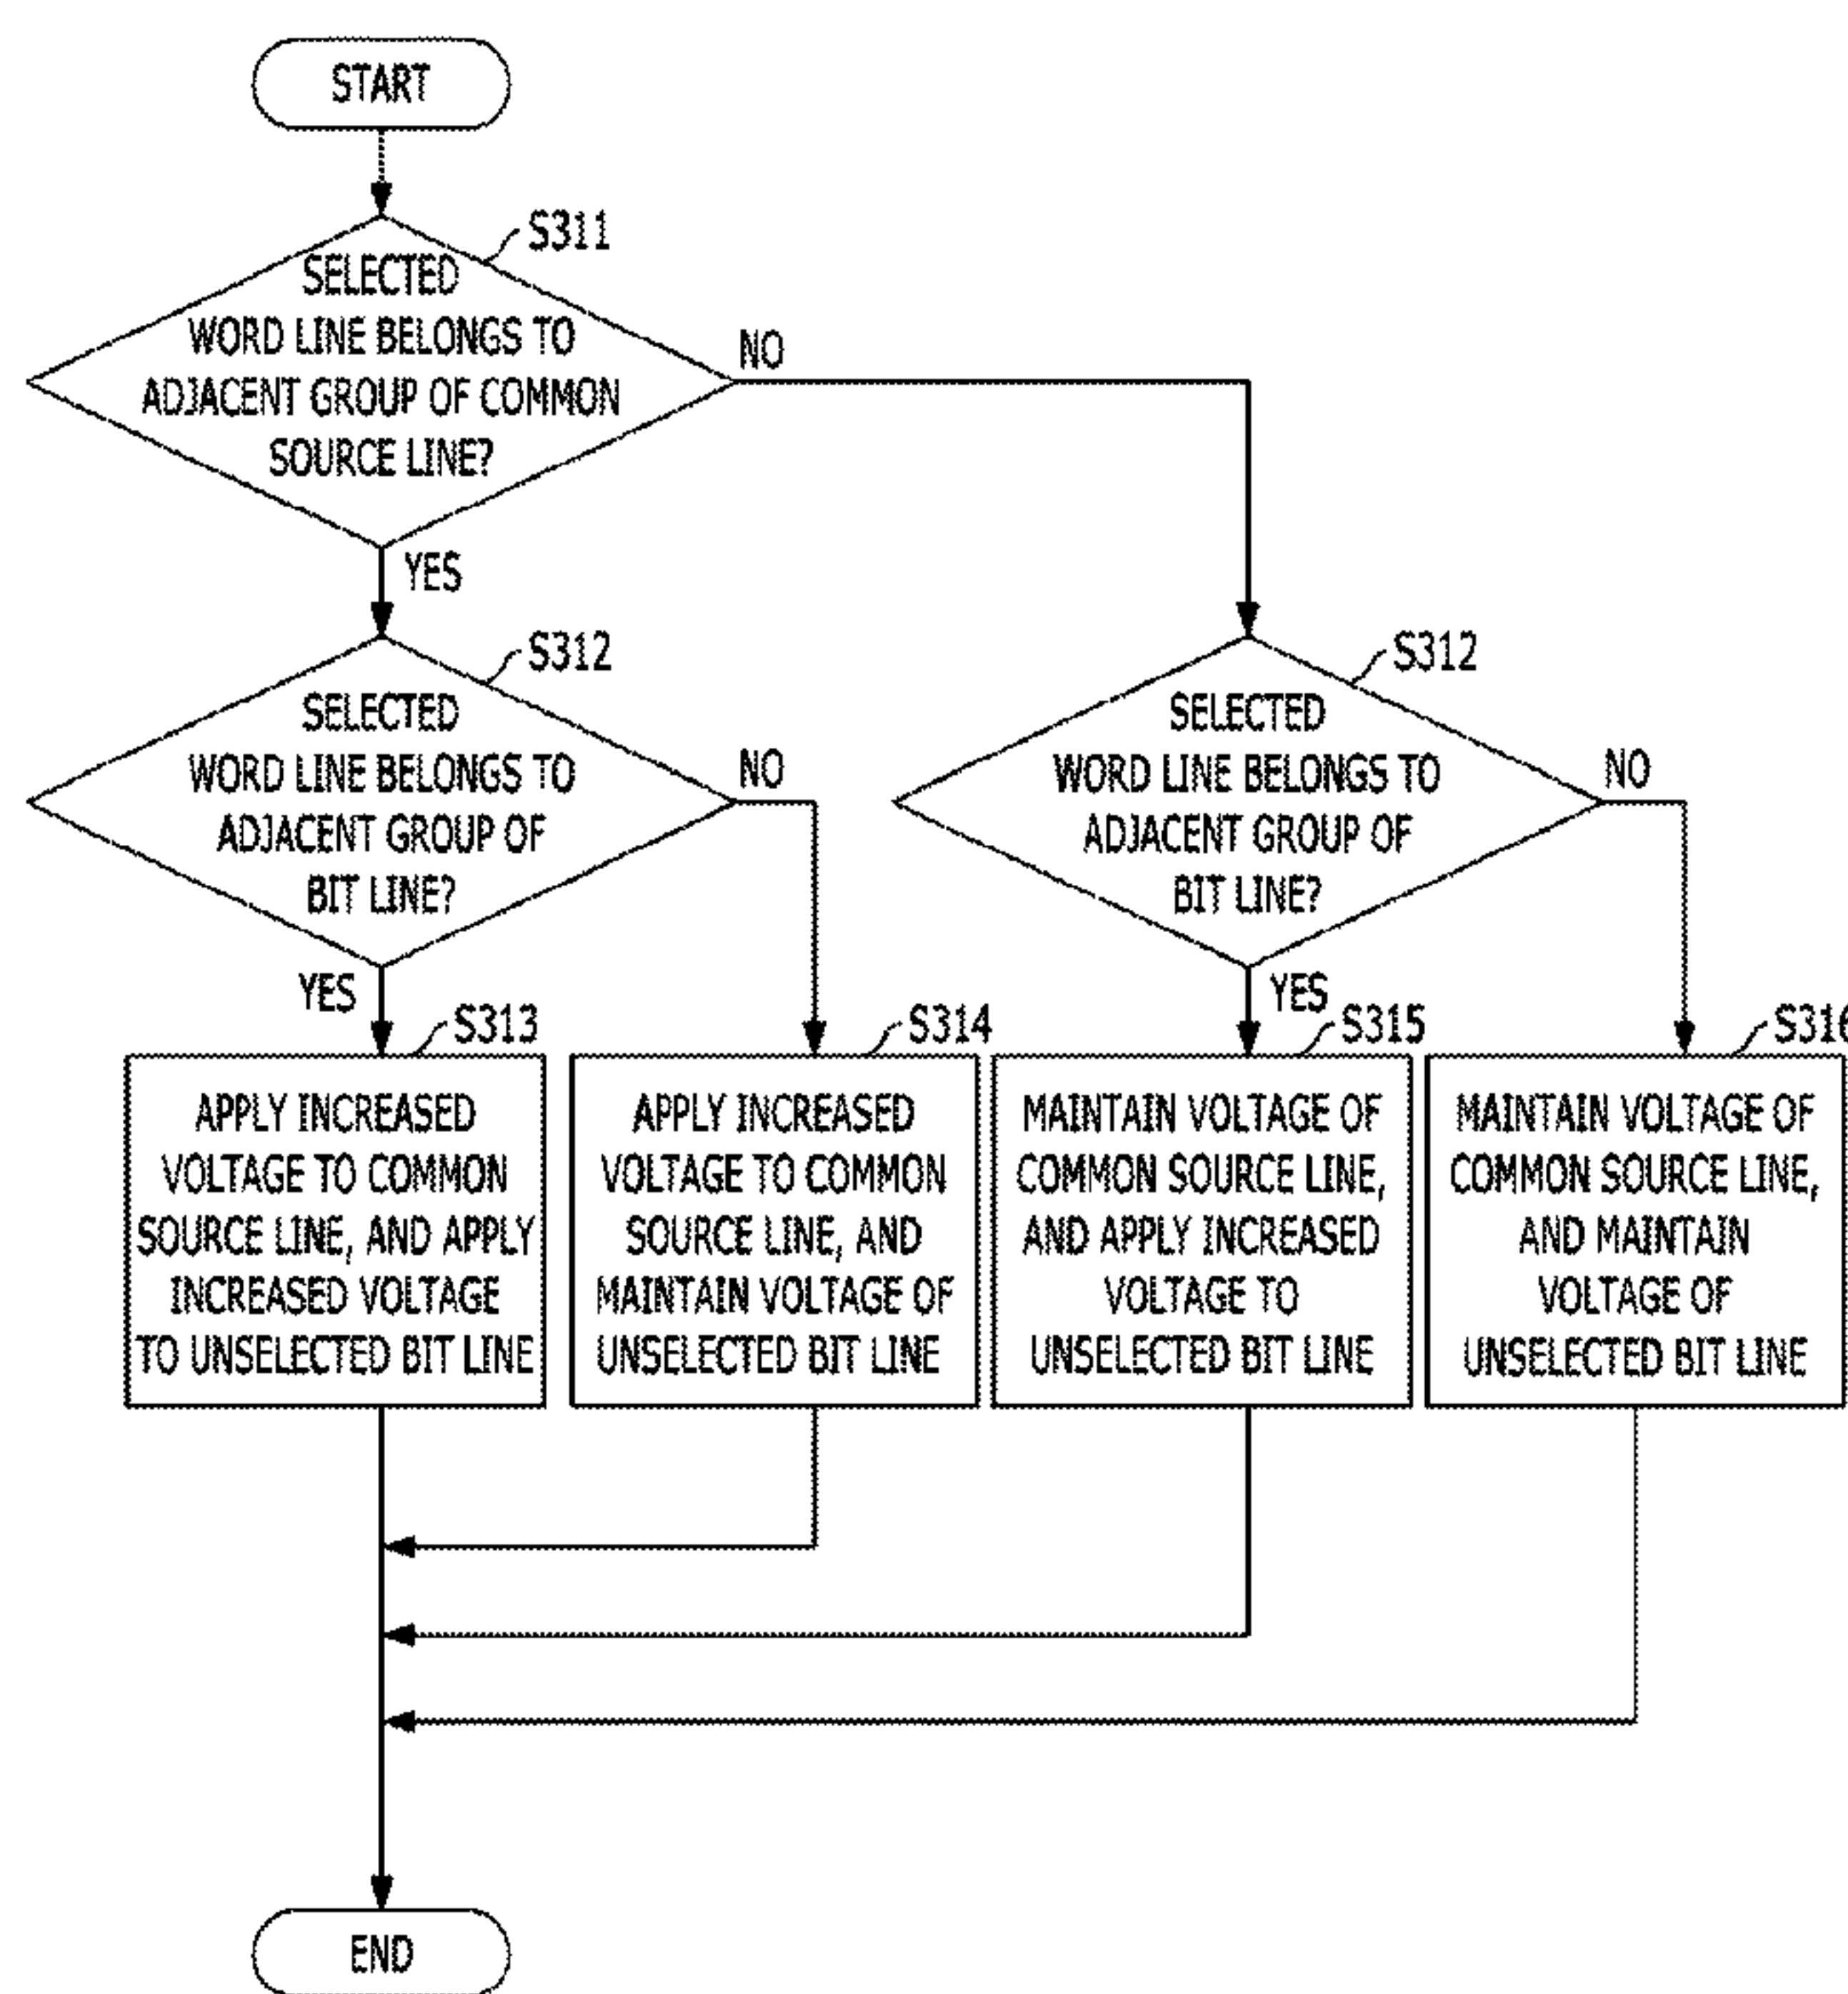 START
S311
SELECTED
WORD LINE BELONGS TO
ADJACENT GROUP OF COMMON
SOURCE LINE?
NO
YES
S312
SELECTED
WORD LINE BELONGS TO
ADJACENT GROUP OF
BIT LINE?
NO
YES
S312
SELECTED
WORD LINE BELONGS TO
ADJACENT GROUP OF
BIT LINE?
NO
YES
S313
APPLY INCREASED
VOLTAGE TO COMMON
SOURCE LINE, AND APPLY
INCREASED VOLTAGE
TO UNSELECTED BIT LINE
S314
APPLY INCREASED
VOLTAGE TO COMMON
SOURCE LINE, AND
MAINTAIN VOLTAGE OF
UNSELECTED BIT LINE
S315
MAINTAIN VOLTAGE OF
COMMON SOURCE LINE,
AND APPLY INCREASED
VOLTAGE TO
UNSELECTED BIT LINE
S316
MAINTAIN VOLTAGE OF
COMMON SOURCE LINE,
AND MAINTAIN
VOLTAGE OF
UNSELECTED BIT LINE
END